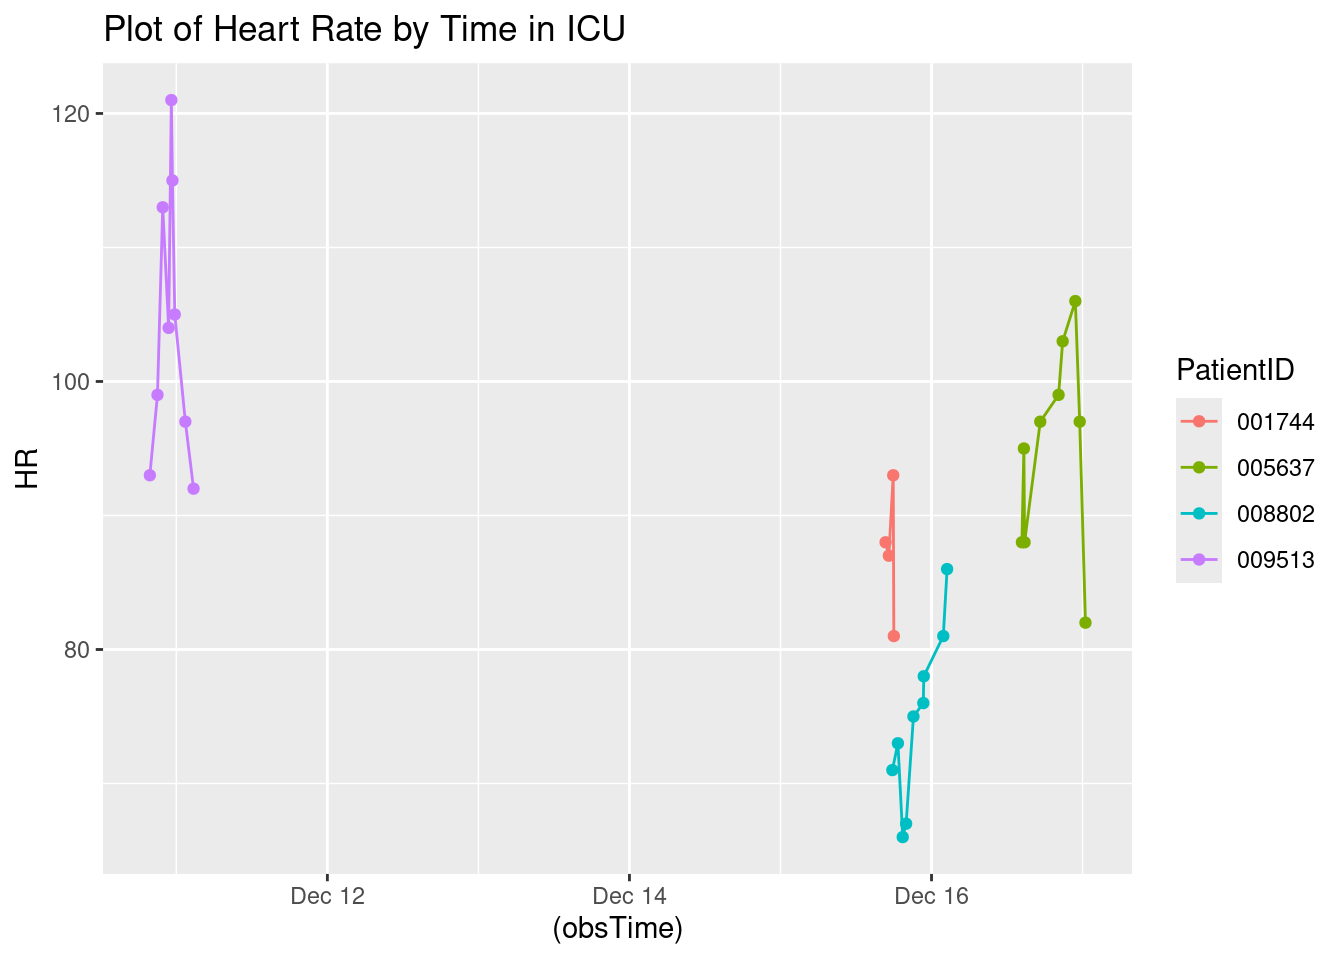 Plot of Heart Rate by Time in ICU
120
100
80
HR
Dec 12
Dec 14
Dec 16
(obsTime)
PatientID
001744
005637
008802
009513